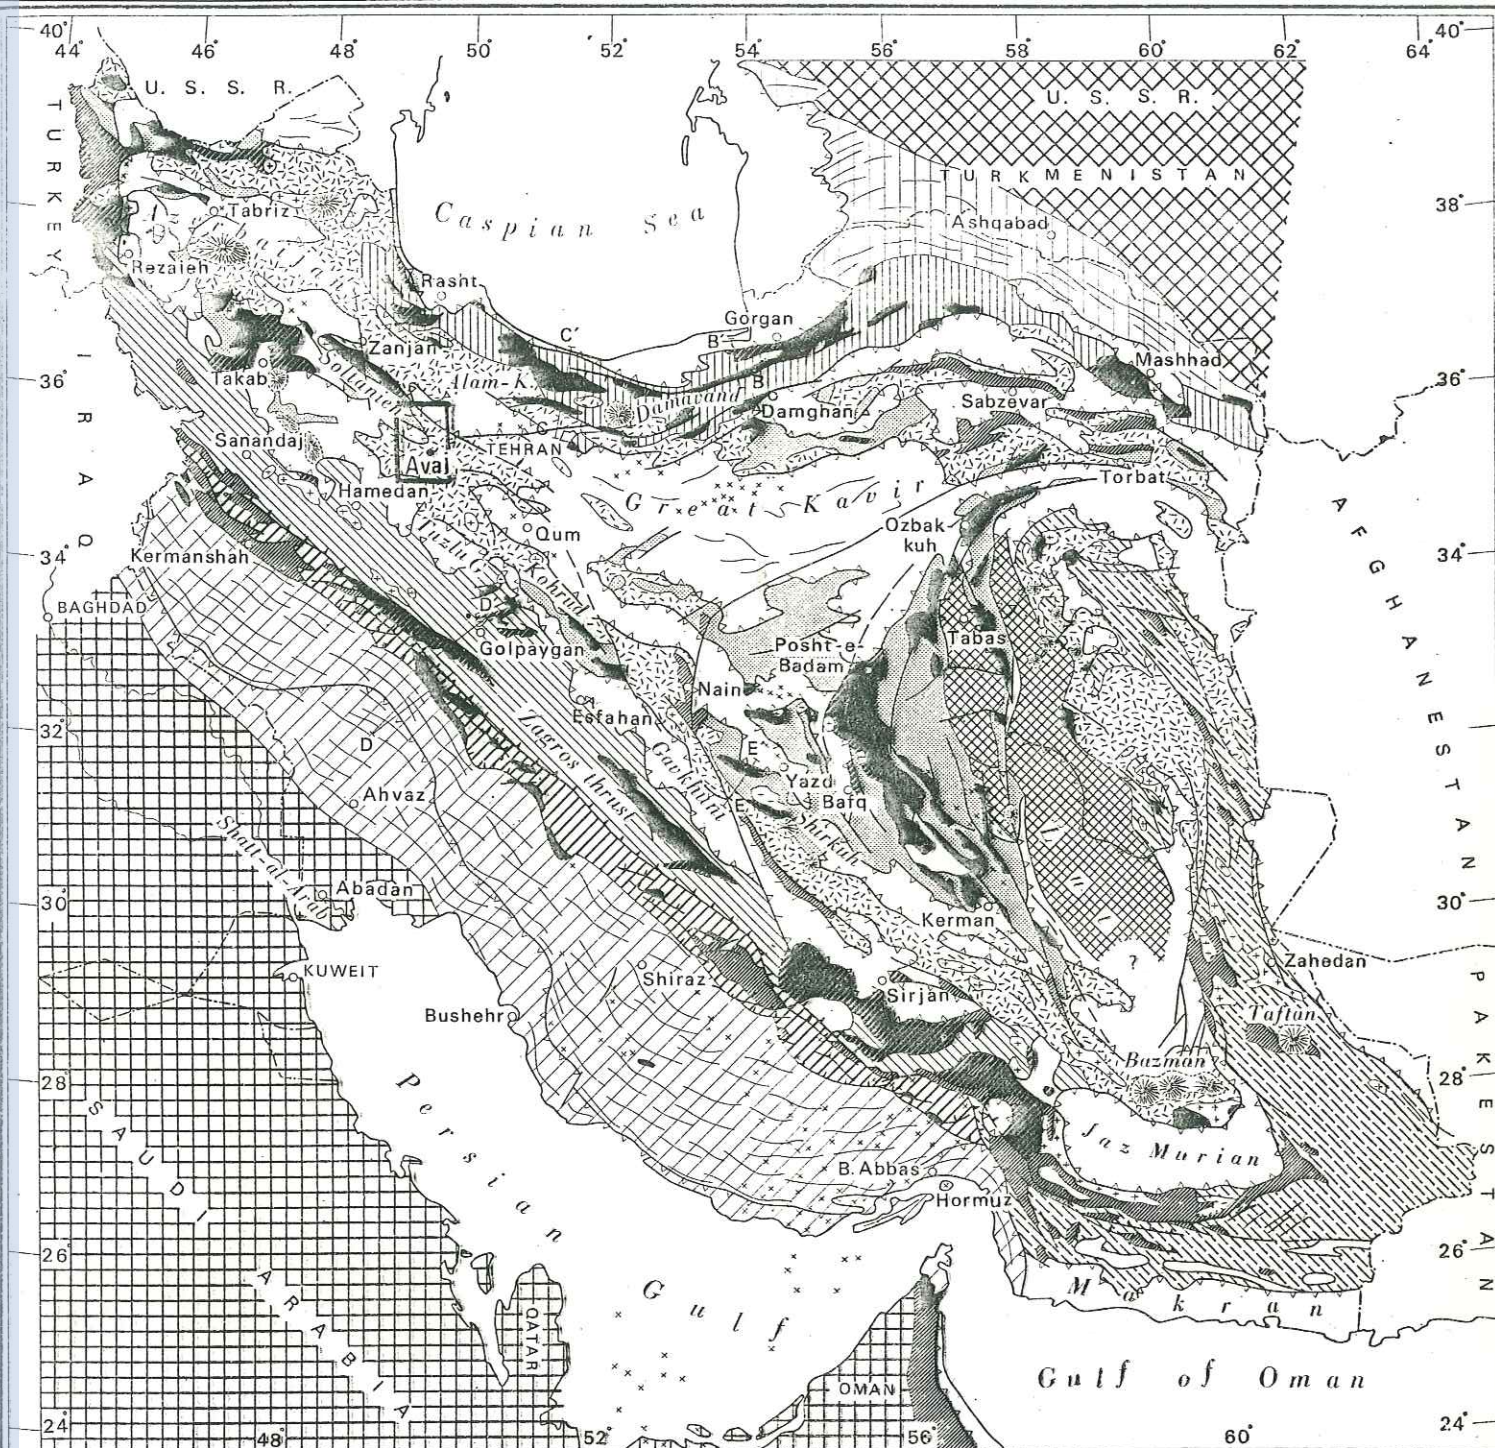 40°
44°
46°
48°
50°
52°
54°
56°
58°
60°
62°
64°
40°
U. S. S. R.
U. S. S. R.
TURKEY
TURKMENISTAN
Caspian Sea
Ashqabad
38°
Tabriz
Rezaieh
Rasht
Gorgan
C'
B'
Zanjan
Mashhad
36°
Takab
Soltanieh
Alam-K.
B
Damavand
Damghan
Sabzevar
36°
IRAQ
Sanandaj
C
TEHRAN
Avaj
Hamedan
Torbat
Great Kavir
Qum
Ozbak-
kuh
AFGHANESTAN
34°
Kermanshah
Kohrud
34°
BAGHDAD
D'
Tabas
Golpaygan
Posht-e-
Badam
Nain
32°
Esfahan
D
Zagros thrust
Gavkhuni
E'
Yazd
Bafq
Ahvaz
E
Shirkuh
Shatt-al-Arab
Abadan
30°
30°
Kerman
?
Zahedan
KUWEIT
Shiraz
Sirjan
Taftan
Bushehr
PAKESTAN
Bazman
28°
28°
Persian Gulf
Jaz Murian
SAUDI ARABIA
B.Abbas
Hormuz
26°
26°
Makran
QATAR
Gulf of Oman
OMAN
24°
48°
52°
56°
60°
24°